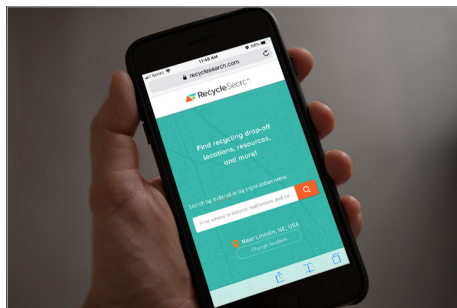 11:46 AM
recyclesearch.com
RecycleSearch
Find recycling drop-off
locations, resources,
and more!
Search by material or by organization name:
Near Lincoln, NE, USA
Change location